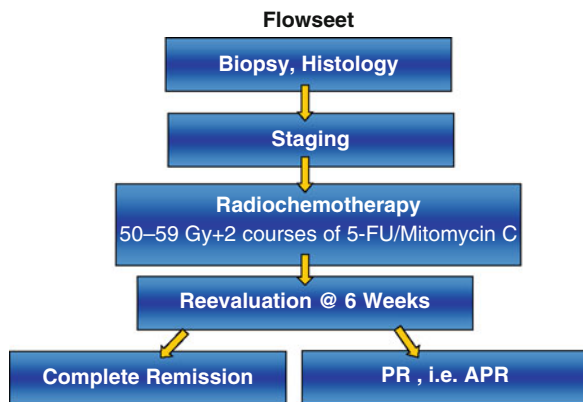 Flowseet
Biopsy, Histology
Staging
Radiochemotherapy
50–59 Gy+2 courses of 5-FU/Mitomycin C
Reevaluation @ 6 Weeks
Complete Remission
PR , i.e. APR